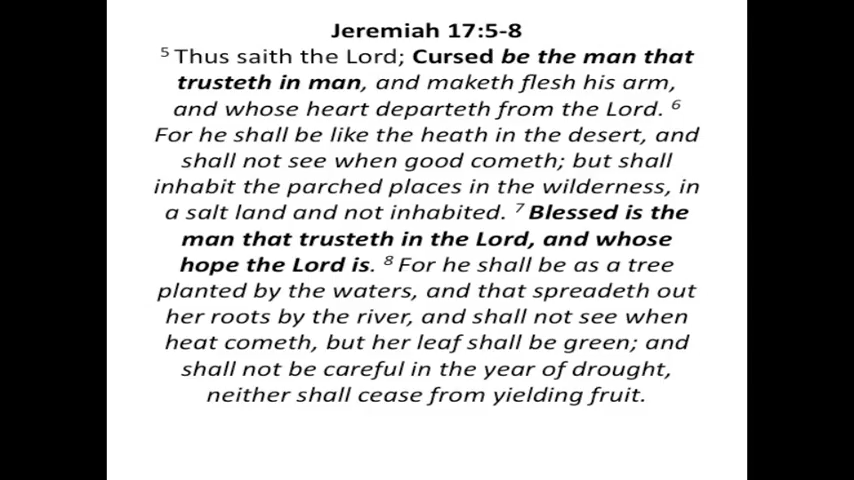 Jeremiah 17:5-8
5 Thus saith the Lord; Cursed be the man that
trusteth in man, and maketh flesh his arm,
and whose heart departeth from the Lord. 6
For he shall be like the heath in the desert, and
shall not see when good cometh; but shall
inhabit the parched places in the wilderness, in
a salt land and not inhabited. 7 Blessed is the
man that trusteth in the Lord, and whose
hope the Lord is. 8 For he shall be as a tree
planted by the waters, and that spreadeth out
her roots by the river, and shall not see when
heat cometh, but her leaf shall be green; and
shall not be careful in the year of drought,
neither shall cease from yielding fruit.